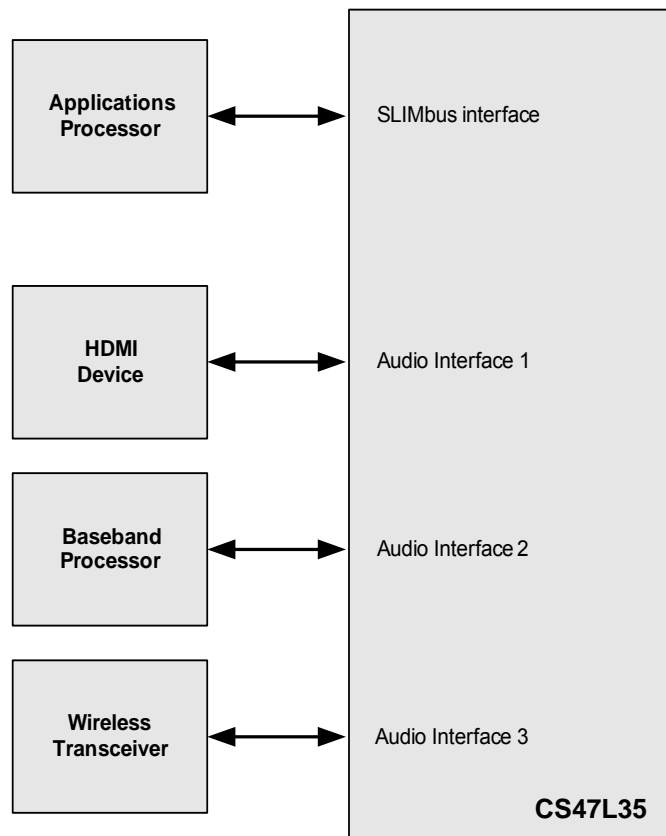 Applications
Processor
SLIMbus interface
HDMI
Device
Audio Interface 1
Baseband
Processor
Audio Interface 2
Wireless
Transceiver
Audio Interface 3
CS47L35